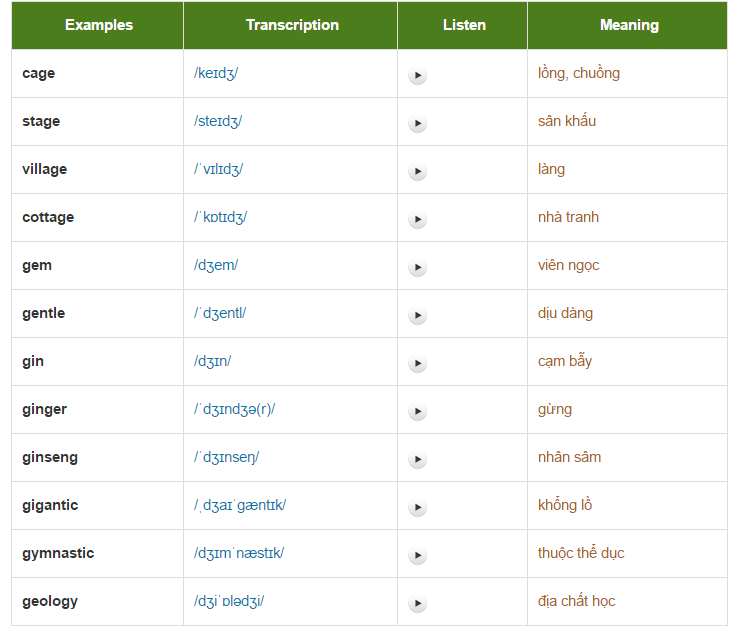 Examples Transcription Listen Meaning
cage /keɪdʒ/ lồng, chuồng
stage /steɪdʒ/ sân khấu
village /ˈvɪlɪdʒ/ làng
cottage /ˈkɒtɪdʒ/ nhà tranh
gem /dʒem/ viên ngọc
gentle /ˈdʒentl/ dịu dàng
gin /dʒɪn/ cạm bẫy
ginger /ˈdʒɪndʒə(r)/ gừng
ginseng /ˈdʒɪnseŋ/ nhân sâm
gigantic /ˌdʒaɪˈgæntɪk/ khổng lồ
gymnastic /dʒɪmˈnæstɪk/ thuộc thể dục
geology /dʒiˈɒlədʒi/ địa chất học